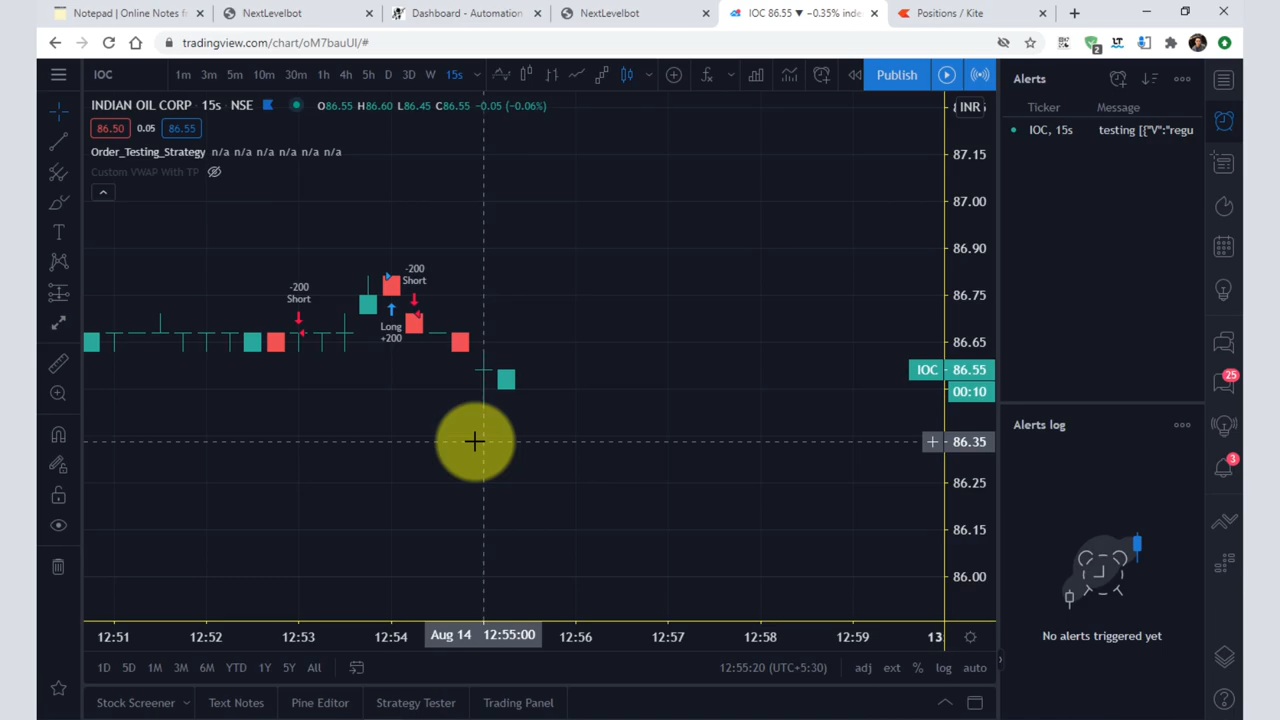 Notepad | Online Notes f
NextLevelbot
Dashboard - Automation
NextLevelbot
IOC 86.55 ▼ −0.35% inde
Positions / Kite
tradingview.com/chart/oM7bauUI/#
2
IOC
1m 3m 5m 10m 30m 1h 4h 5h D 3D W 15s
Publish
INDIAN OIL CORP • 15s • NSE O86.55 H86.60 L86.45 C86.55 −0.05 (−0.06%)
86.50 0.05 86.55
Order_Testing_Strategy n/a n/a n/a n/a n/a n/a
Custom VWAP With TP
INR
87.15
87.00
86.90
86.75
86.65
IOC 86.55
00:10
86.35
86.25
86.15
86.00
-200
Short
-200
Short
Long
+200
12:51 12:52 12:53 12:54 Aug 14 12:55:00 12:56 12:57 12:58 12:59 13
1D 5D 1M 3M 6M YTD 1Y 5Y All
12:55:20 (UTC+5:30) adj ext % log auto
Stock Screener Text Notes Pine Editor Strategy Tester Trading Panel
Alerts
Ticker Message
IOC, 15s testing [{"V":"regu
Alerts log
No alerts triggered yet
25
3